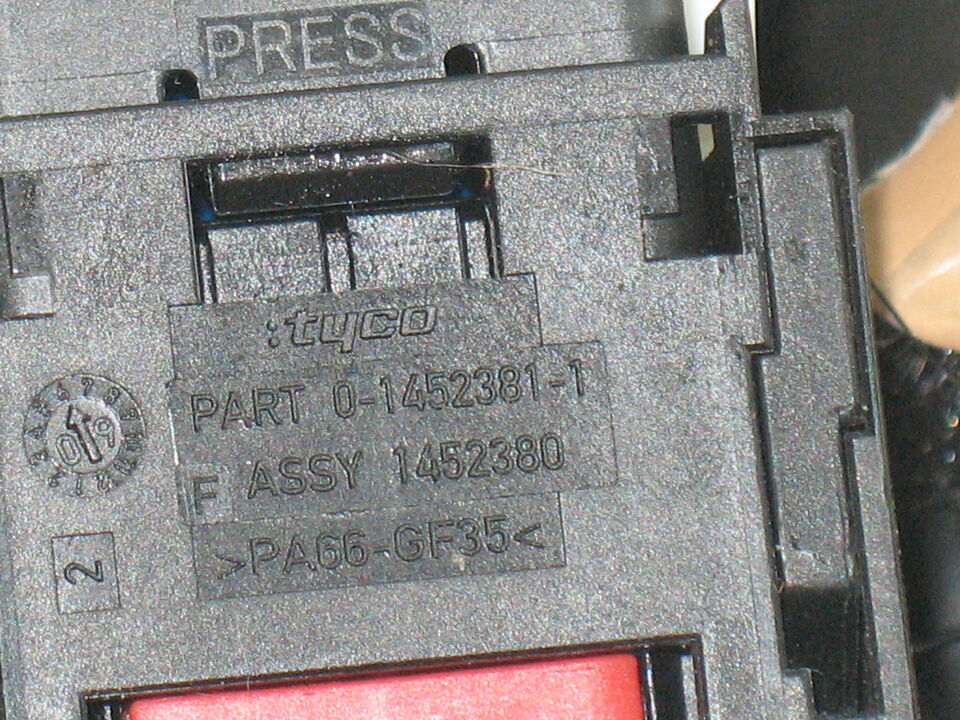 PRESS
:tyco
PART 0-1452381-1
F ASSY 1452380
>PA66-GF35<
2